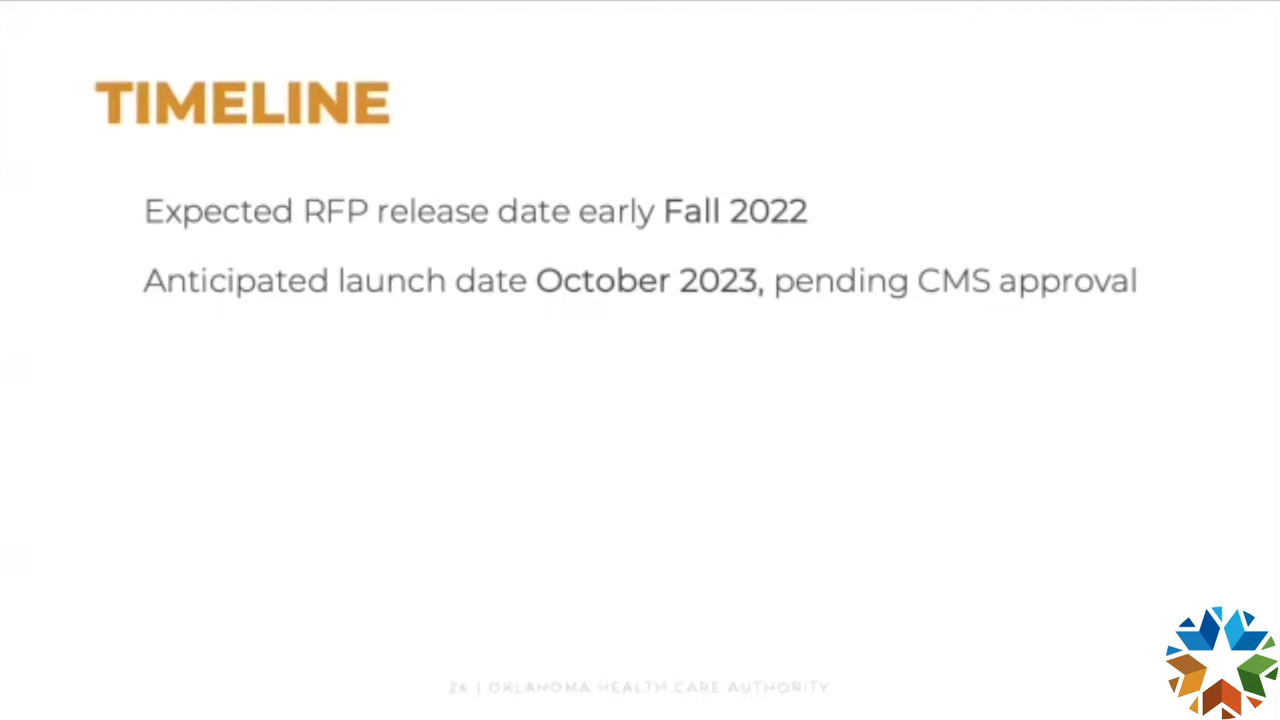 TIMELINE
Expected RFP release date early Fall 2022
Anticipated launch date October 2023, pending CMS approval
24 | OKLAHOMA HEALTH CARE AUTHORITY